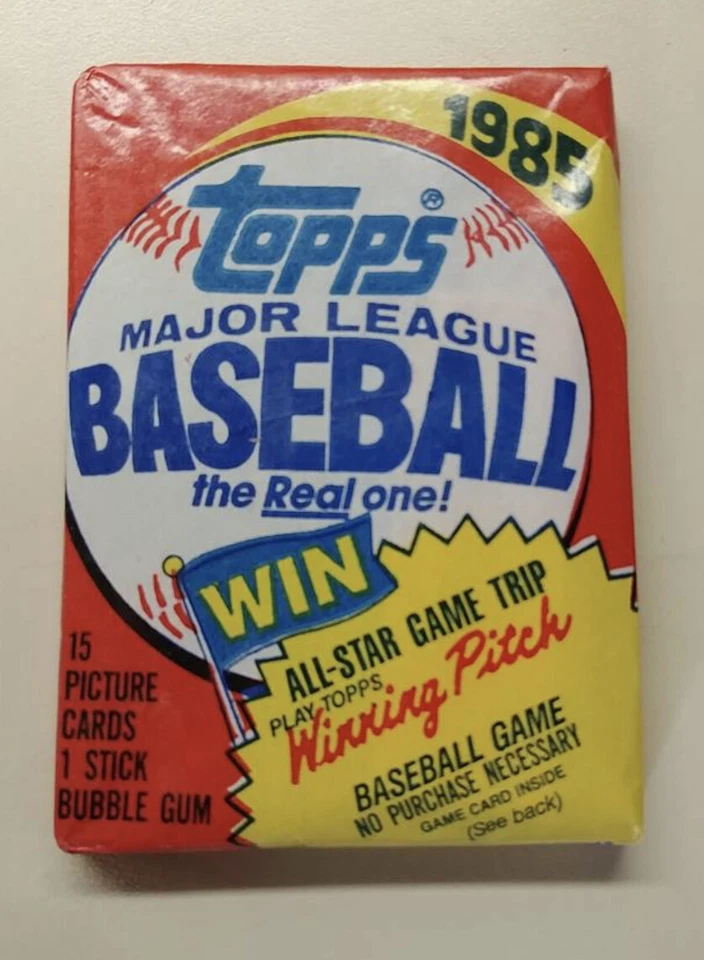 1985
topps®
MAJOR LEAGUE
BASEBALL
the Real one!
WIN
ALL-STAR GAME TRIP
PLAY TOPPS
Winning Pitch
BASEBALL GAME
NO PURCHASE NECESSARY
GAME CARD INSIDE
(See back)
15
PICTURE
CARDS
1 STICK
BUBBLE GUM